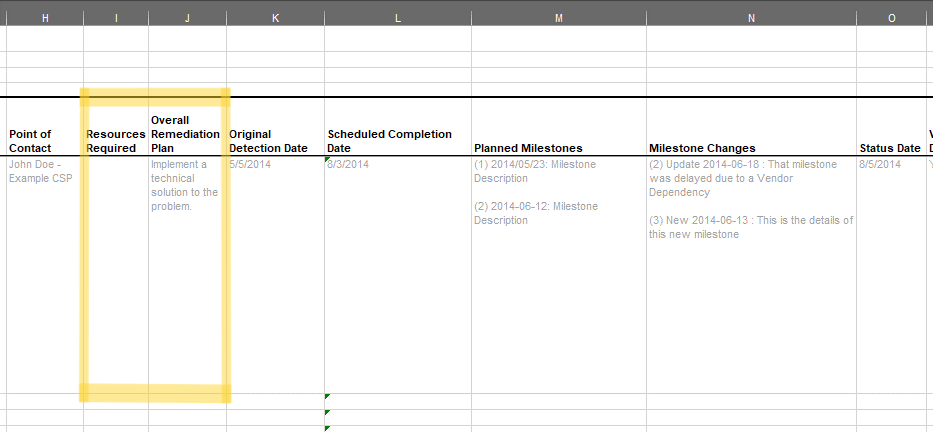 H I J K L M N O
Point of
Contact
Resources
Required
Overall
Remediation
Plan
Original
Detection Date
Scheduled Completion
Date
Planned Milestones
Milestone Changes
Status Date
John Doe -
Example CSP
Implement a
technical
solution to the
problem.
5/5/2014
8/3/2014
(1) 2014/05/23: Milestone
Description
(2) 2014-06-12: Milestone
Description
(2) Update 2014-06-18 : That milestone
was delayed due to a Vendor
Dependency
(3) New 2014-06-13 : This is the details of
this new milestone
8/5/2014